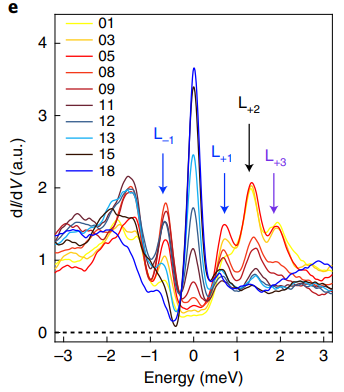 e
01
03
05
08
09
11
12
13
15
18
L₋₁
L₊₁
L₊₂
L₊₃
dI/dV (a.u.)
4
3
2
1
0
−3 −2 −1 0 1 2 3
Energy (meV)